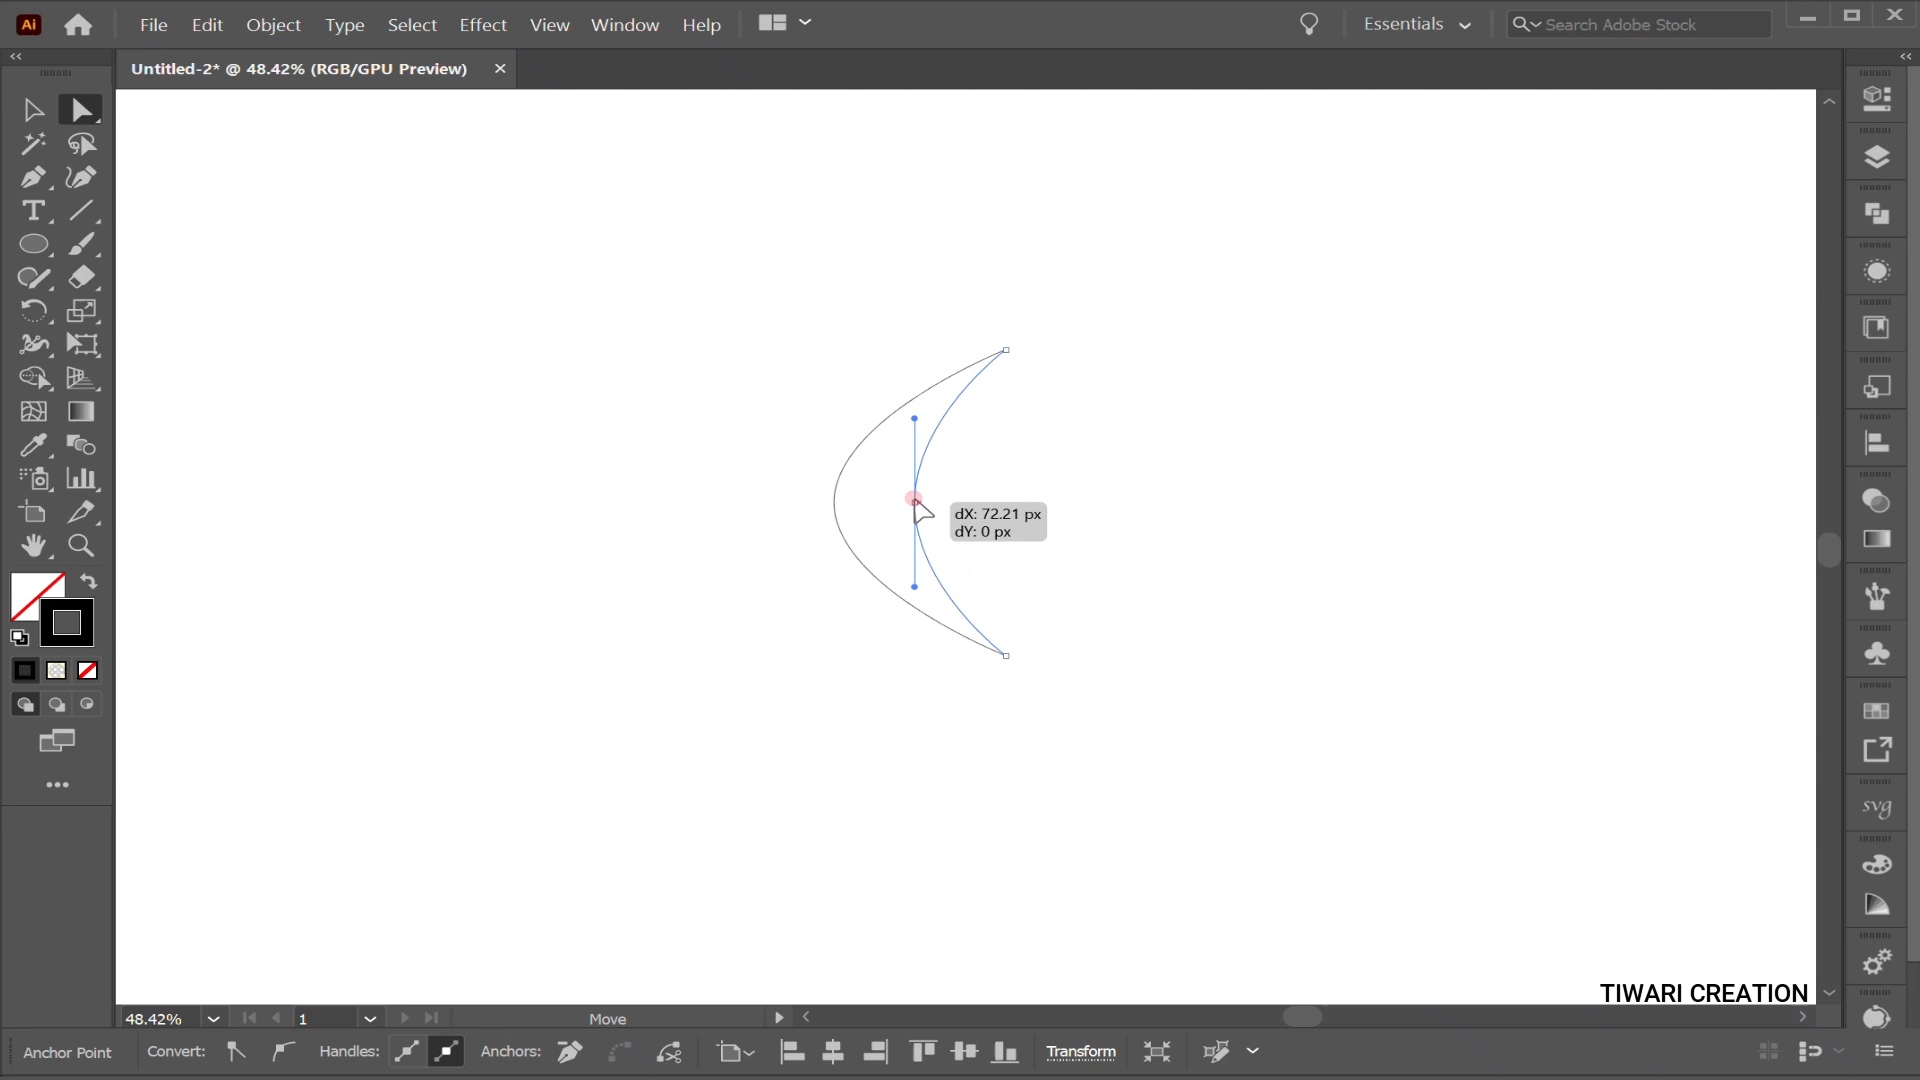 Ai
File Edit Object Type Select Effect View Window Help
Essentials
Search Adobe Stock
Untitled-2* @ 48.42% (RGB/GPU Preview)
dX: 72.21 px
dY: 0 px
svg
TIWARI CREATION
48.42%
1
Move
Anchor Point
Convert:
Handles:
Anchors:
Transform